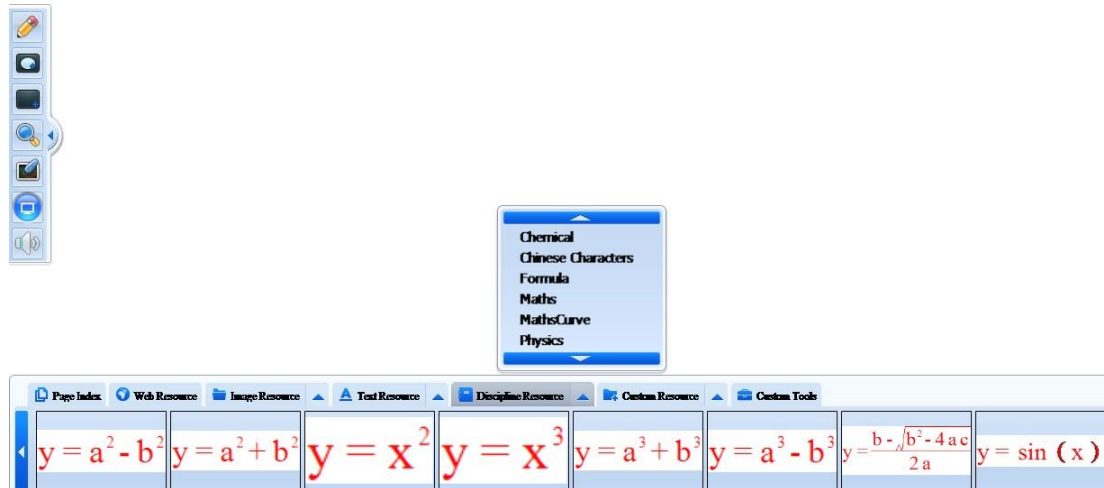 Chemical
Chinese Characters
Formula
Maths
MathsCurve
Physics
Page Index Web Resource Image Resource Text Resource Discipline Resource Custom Resource Custom Tools
y = a² - b² y = a² + b² y = x² y = x³ y = a³ + b³ y = a³ - b³ y = (b - √(b² - 4ac))/2a y = sin (x)